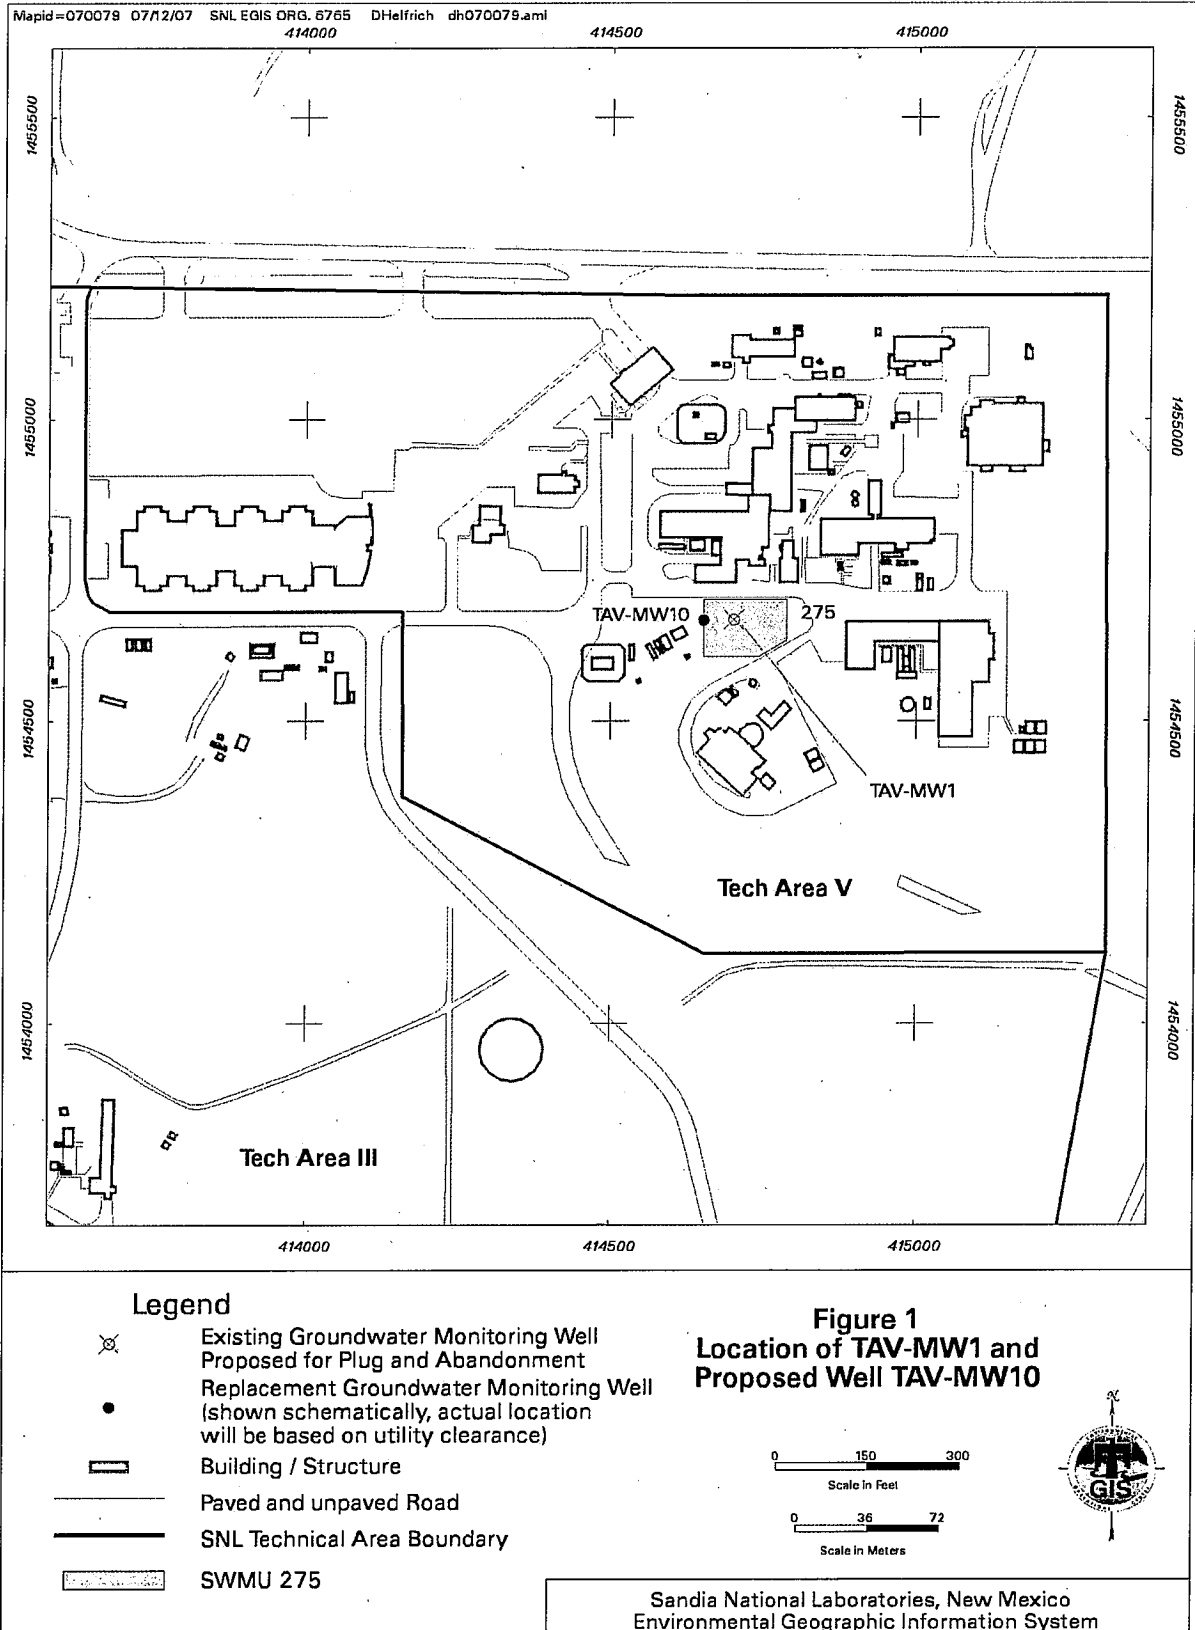 Mapid=070079 07/12/07 SNL EGIS ORG. 6765 DHelfrich dh070079.aml
414000 414500 415000
1455500 1455500
1455000 1455000
TAV-MW10 275
1454500 1454500
TAV-MW1
Tech Area V
1454000 1454000
Tech Area III
414000 414500 415000
Legend
Existing Groundwater Monitoring Well
Proposed for Plug and Abandonment
Replacement Groundwater Monitoring Well
(shown schematically, actual location
will be based on utility clearance)
Building / Structure
Paved and unpaved Road
SNL Technical Area Boundary
SWMU 275
Figure 1
Location of TAV-MW1 and
Proposed Well TAV-MW10
0 150 300
Scale in Feet
0 36 72
Scale in Meters
N
GIS
Sandia National Laboratories, New Mexico
Environmental Geographic Information System